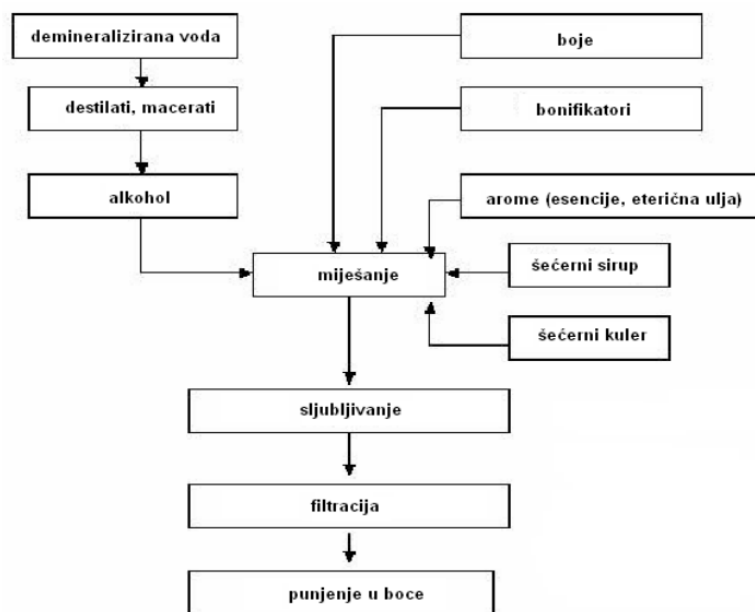 demineralizirana voda
destilati, macerati
alkohol
boje
bonifikatori
arome (esencije, eterična ulja)
šećerni sirup
šećerni kuler
miješanje
sljubljivanje
filtracija
punjenje u boce